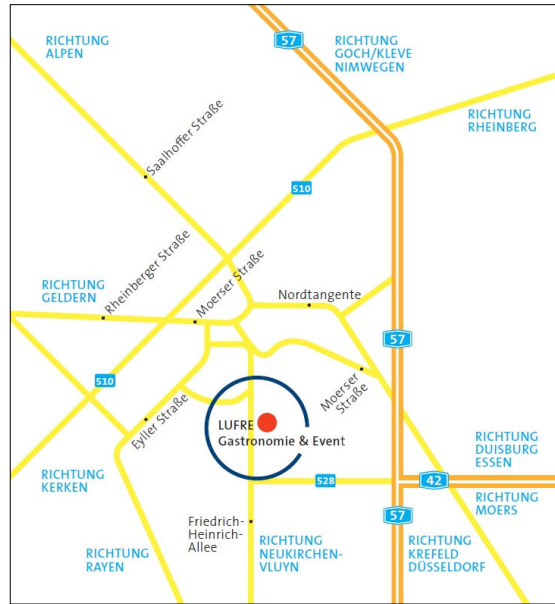 RICHTUNG
ALPEN
57
RICHTUNG
GOCH/KLEVE
NIMWEGEN
RICHTUNG
RHEINBERG
Saalhoffer Straße
510
RICHTUNG
GELDERN
Rheinberger Straße
Moerser Straße
Nordtangente
57
510
Eyller Straße
Moerser
Straße
LUFRE
Gastronomie & Event
RICHTUNG
KERKEN
RICHTUNG
DUISBURG
ESSEN
528
42
RICHTUNG
MOERS
57
Friedrich-
Heinrich-
Allee
RICHTUNG
RAYEN
RICHTUNG
NEUKIRCHEN-
VLUYN
RICHTUNG
KREFELD
DÜSSELDORF